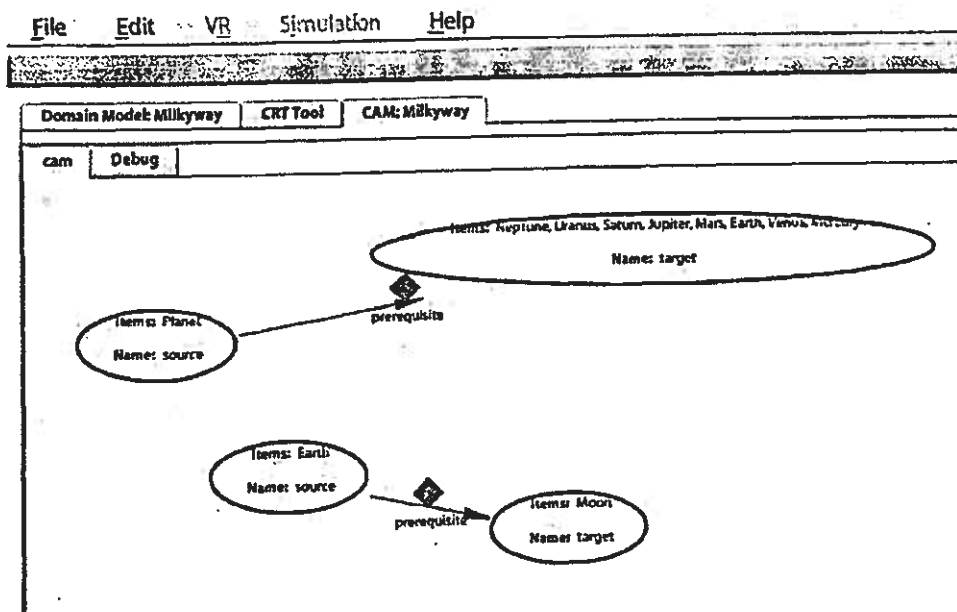 File Edit VR Simulation Help
Domain Model: Milkyway CRT Tool CAM: Milkyway
cam Debug
Items: Neptune, Uranus, Saturn, Jupiter, Mars, Earth, Venus, Mercury
Name: target
prerequisite
Items: Planet
Name: source
Items: Earth
Name: source
prerequisite
Items: Moon
Name: target